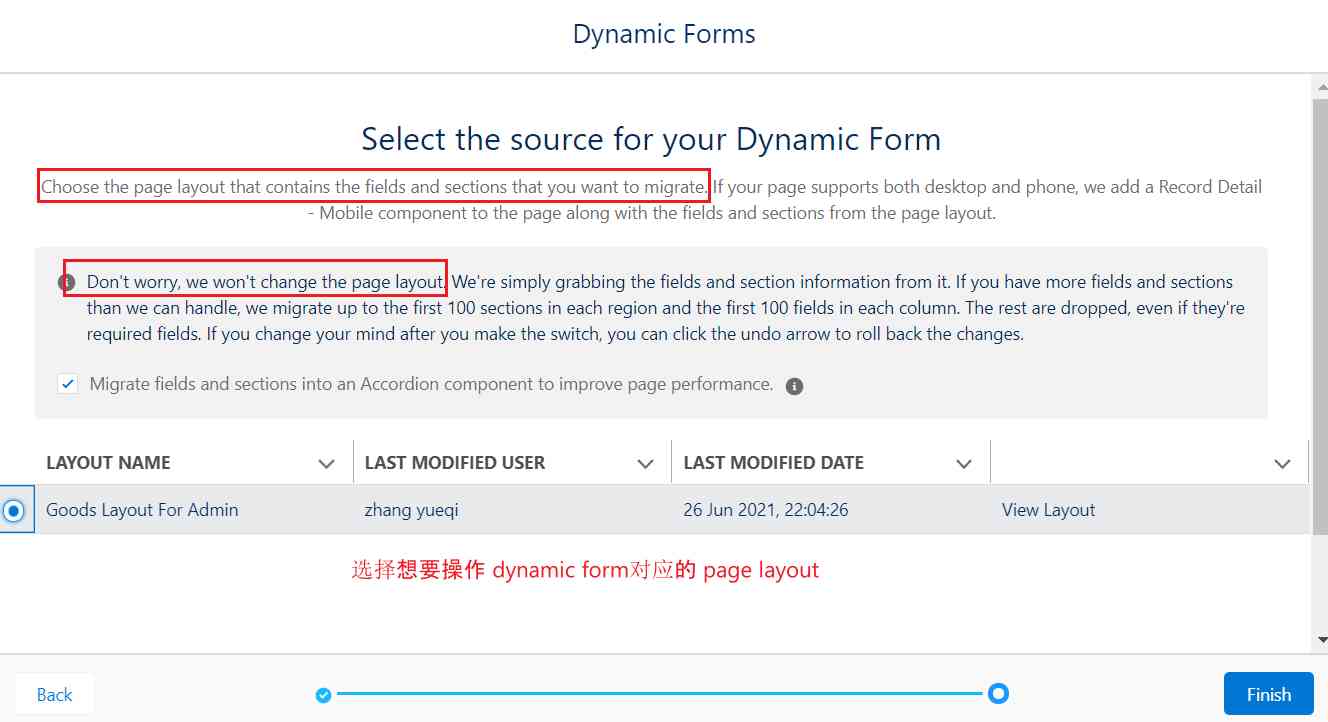 Dynamic Forms
Select the source for your Dynamic Form
Choose the page layout that contains the fields and sections that you want to migrate. If your page supports both desktop and phone, we add a Record Detail
- Mobile component to the page along with the fields and sections from the page layout.
Don't worry, we won't change the page layout. We're simply grabbing the fields and section information from it. If you have more fields and sections
than we can handle, we migrate up to the first 100 sections in each region and the first 100 fields in each column. The rest are dropped, even if they're
required fields. If you change your mind after you make the switch, you can click the undo arrow to roll back the changes.
Migrate fields and sections into an Accordion component to improve page performance.
LAYOUT NAME LAST MODIFIED USER LAST MODIFIED DATE
Goods Layout For Admin zhang yueqi 26 Jun 2021, 22:04:26 View Layout
选择想要操作 dynamic form对应的 page layout
Back Finish